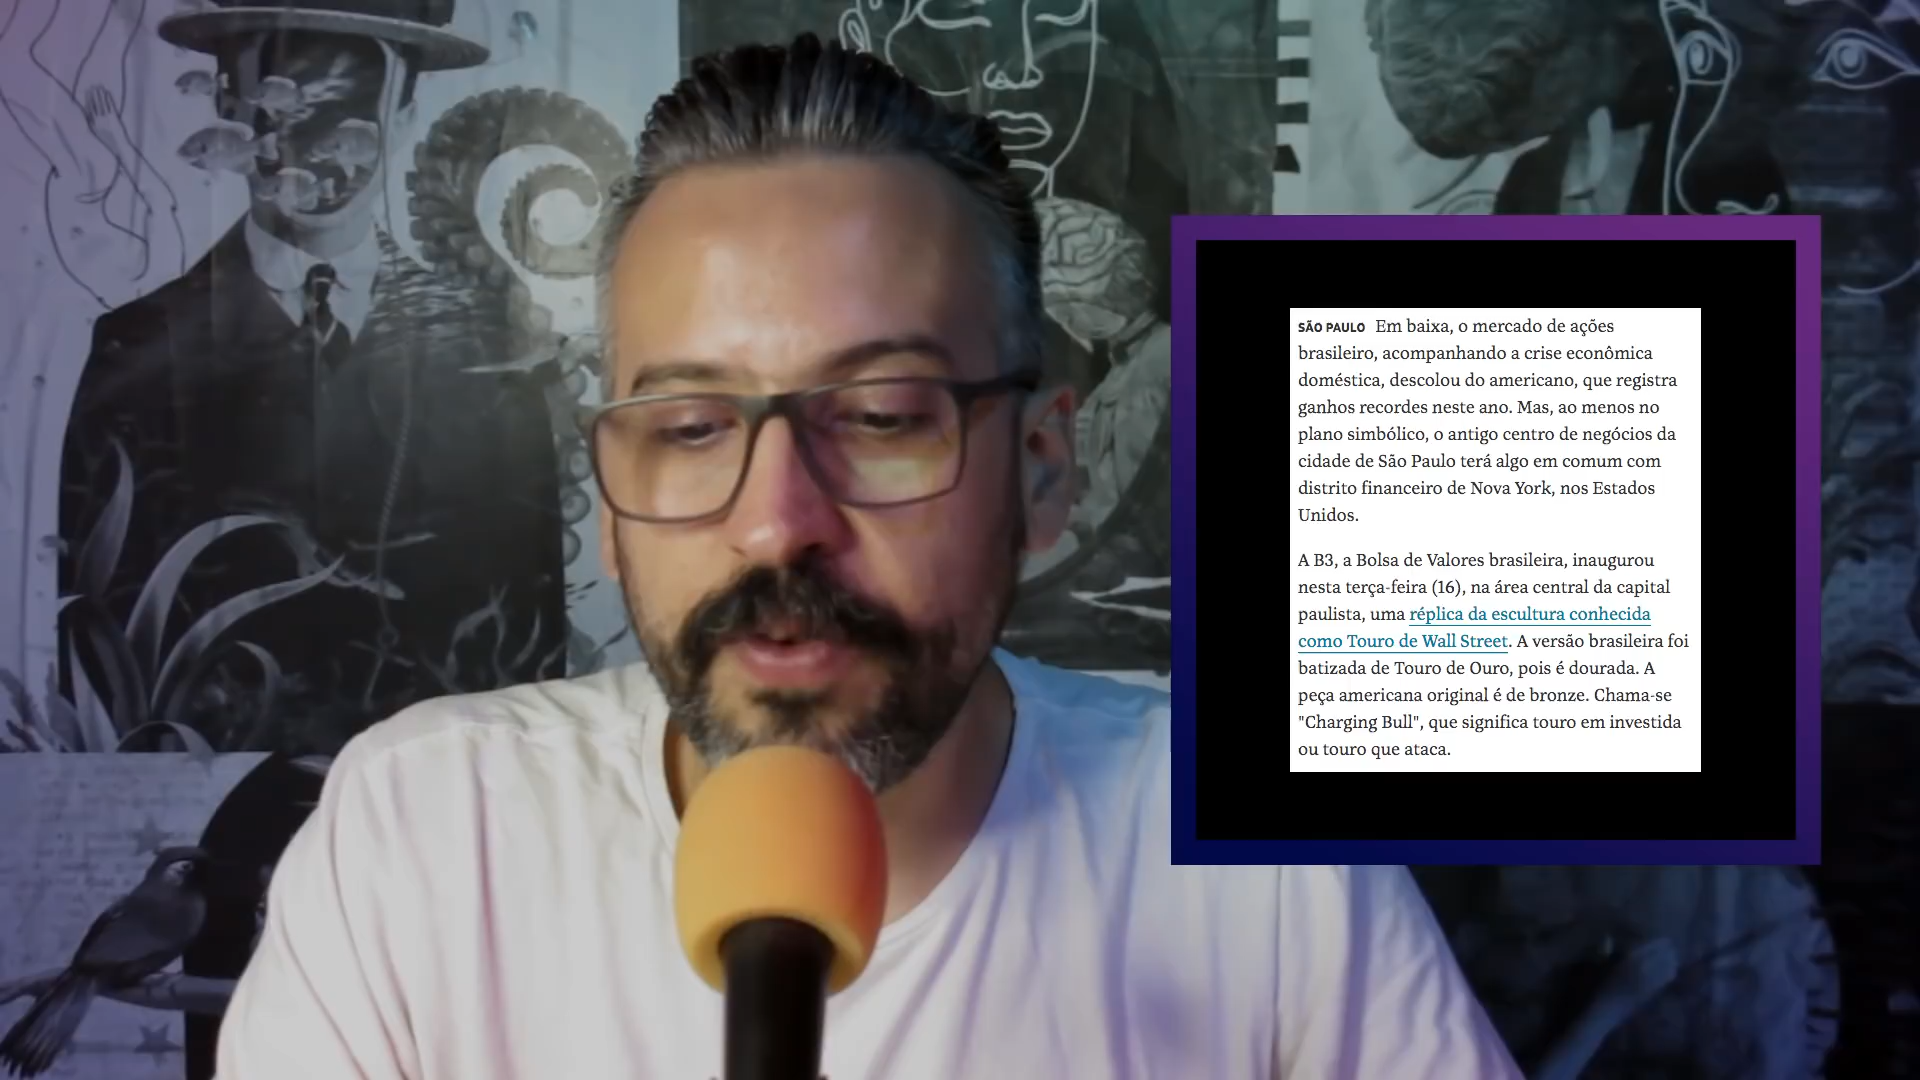 SÃO PAULO Em baixa, o mercado de ações
brasileiro, acompanhando a crise econômica
doméstica, descolou do americano, que registra
ganhos recordes neste ano. Mas, ao menos no
plano simbólico, o antigo centro de negócios da
cidade de São Paulo terá algo em comum com
distrito financeiro de Nova York, nos Estados
Unidos.
A B3, a Bolsa de Valores brasileira, inaugurou
nesta terça-feira (16), na área central da capital
paulista, uma réplica da escultura conhecida
como Touro de Wall Street. A versão brasileira foi
batizada de Touro de Ouro, pois é dourada. A
peça americana original é de bronze. Chama-se
"Charging Bull", que significa touro em investida
ou touro que ataca.